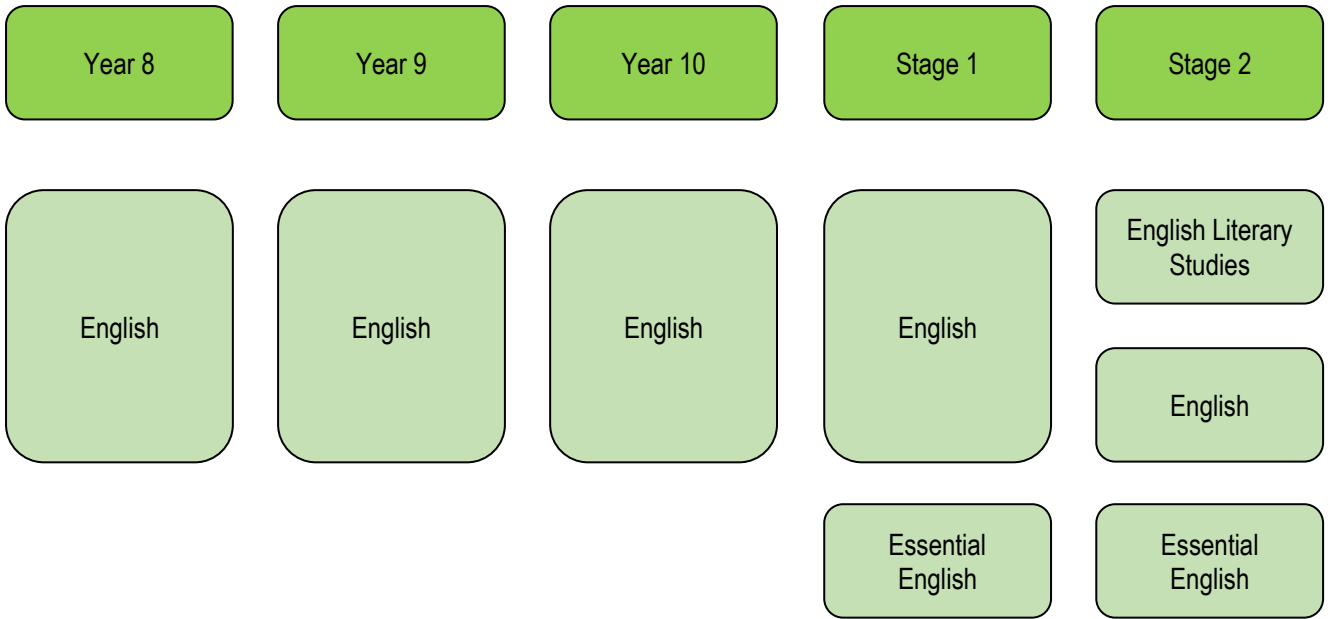 Year 8
Year 9
Year 10
Stage 1
Stage 2
English
English
English
English
English Literary
Studies
English
Essential
English
Essential
English